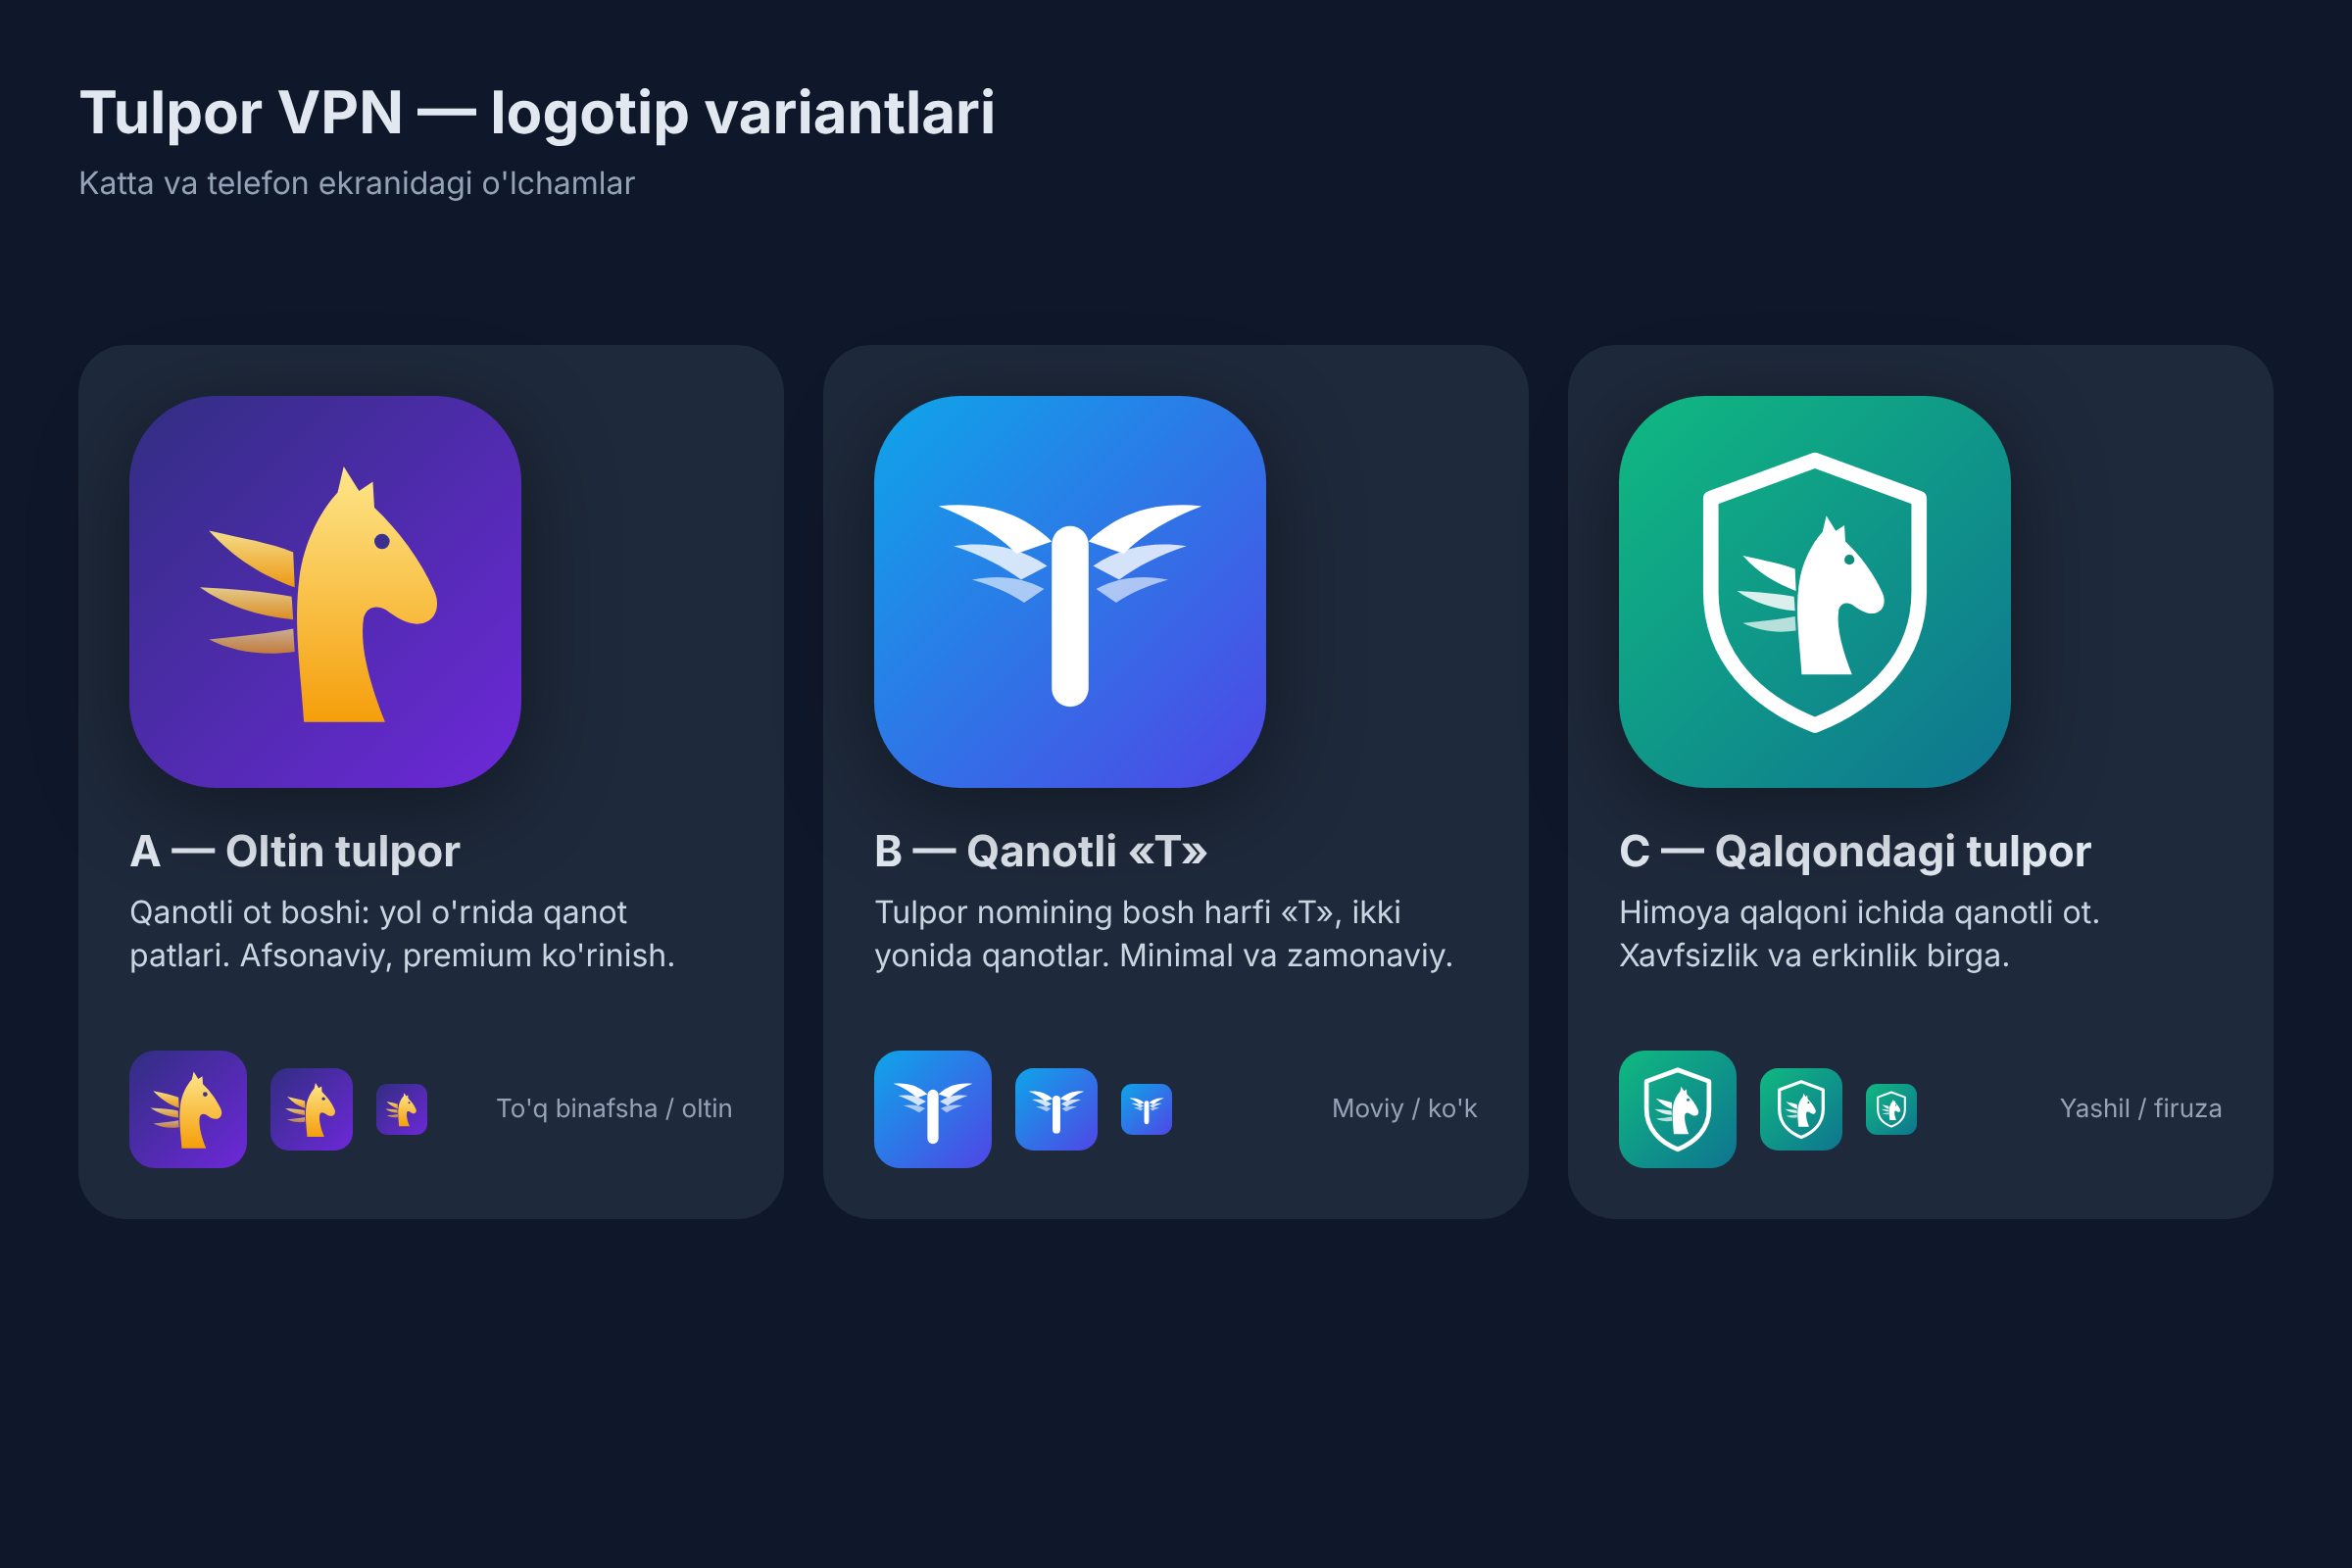 Tulpor VPN — logotip variantlari
Katta va telefon ekranidagi o'lchamlar
A — Oltin tulpor
Qanotli ot boshi: yol o'rnida qanot
patlari. Afsonaviy, premium ko'rinish.
To'q binafsha / oltin
B — Qanotli «T»
Tulpor nomining bosh harfi «T», ikki
yonida qanotlar. Minimal va zamonaviy.
Moviy / ko'k
C — Qalqondagi tulpor
Himoya qalqoni ichida qanotli ot.
Xavfsizlik va erkinlik birga.
Yashil / firuza